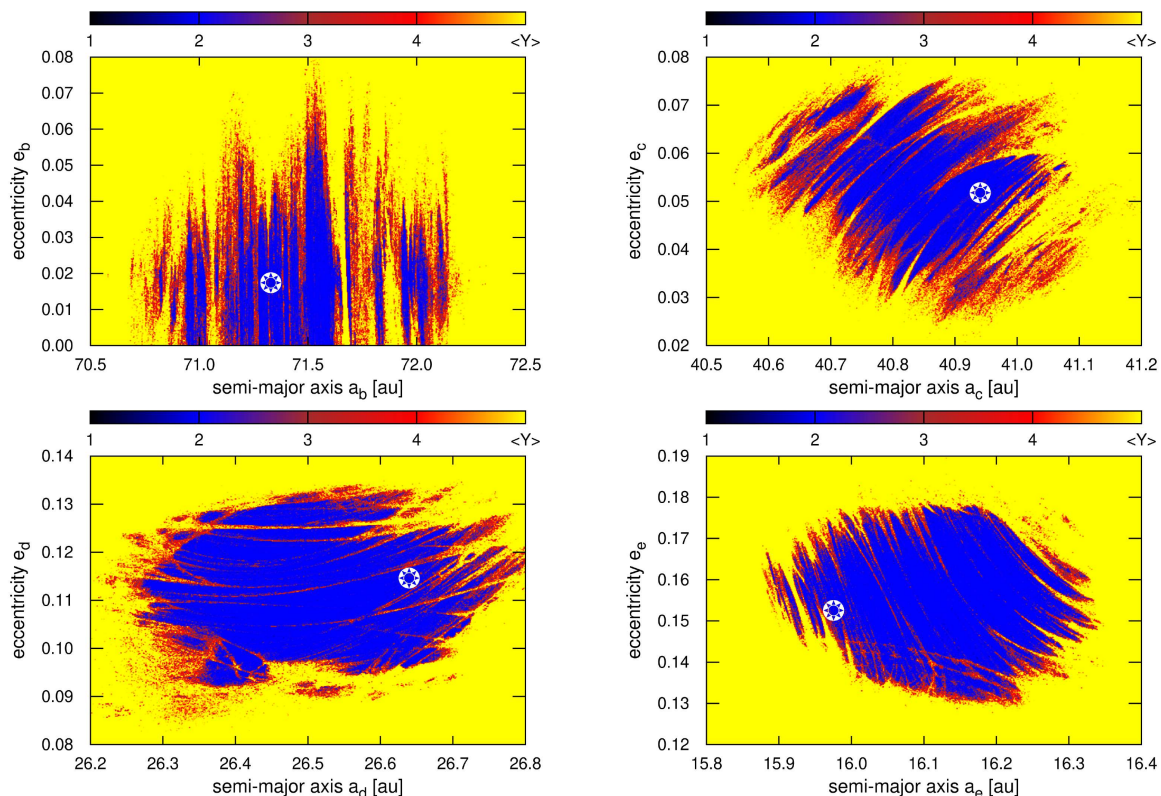 1 2 3 4 <Y>
0.08
0.07
0.06
0.05
0.04
0.03
0.02
0.01
0.00
eccentricity e_b
70.5 71.0 71.5 72.0 72.5
semi-major axis a_b [au]
1 2 3 4 <Y>
0.08
0.07
0.06
0.05
0.04
0.03
0.02
eccentricity e_c
40.5 40.6 40.7 40.8 40.9 41.0 41.1 41.2
semi-major axis a_c [au]
1 2 3 4 <Y>
0.14
0.13
0.12
0.11
0.10
0.09
0.08
eccentricity e_d
26.2 26.3 26.4 26.5 26.6 26.7 26.8
semi-major axis a_d [au]
1 2 3 4 <Y>
0.19
0.18
0.17
0.16
0.15
0.14
0.13
0.12
eccentricity e_e
15.8 15.9 16.0 16.1 16.2 16.3 16.4
semi-major axis a_e [au]